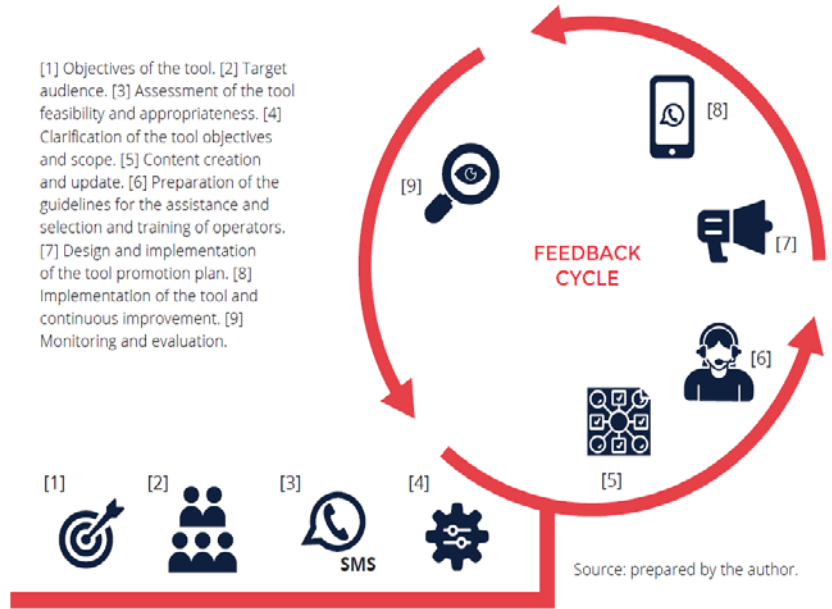 [1] Objectives of the tool. [2] Target
audience. [3] Assessment of the tool
feasibility and appropriateness. [4]
Clarification of the tool objectives
and scope. [5] Content creation
and update. [6] Preparation of the
guidelines for the assistance and
selection and training of operators.
[7] Design and implementation
of the tool promotion plan. [8]
Implementation of the tool and
continuous improvement. [9]
Monitoring and evaluation.
[8]
[9]
[7]
FEEDBACK
CYCLE
[6]
[5]
[1]
[2]
[3]
[4]
SMS
Source: prepared by the author.